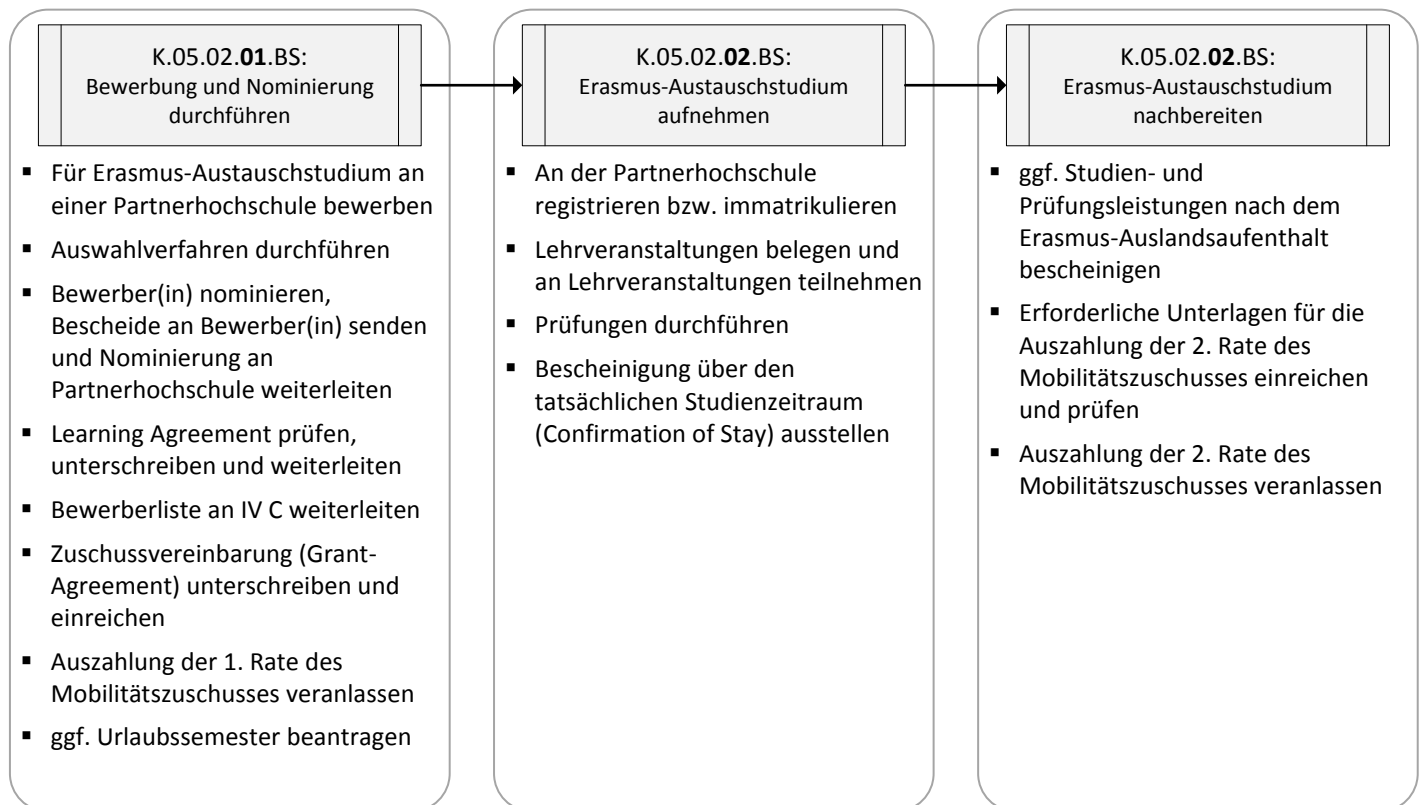 K.05.02.01.BS:
Bewerbung und Nominierung
durchführen
▪ Für Erasmus-Austauschstudium an
einer Partnerhochschule bewerben
▪ Auswahlverfahren durchführen
▪ Bewerber(in) nominieren,
Bescheide an Bewerber(in) senden
und Nominierung an
Partnerhochschule weiterleiten
▪ Learning Agreement prüfen,
unterschreiben und weiterleiten
▪ Bewerberliste an IV C weiterleiten
▪ Zuschussvereinbarung (Grant-
Agreement) unterschreiben und
einreichen
▪ Auszahlung der 1. Rate des
Mobilitätszuschusses veranlassen
▪ ggf. Urlaubssemester beantragen
K.05.02.02.BS:
Erasmus-Austauschstudium
aufnehmen
▪ An der Partnerhochschule
registrieren bzw. immatrikulieren
▪ Lehrveranstaltungen belegen und
an Lehrveranstaltungen teilnehmen
▪ Prüfungen durchführen
▪ Bescheinigung über den
tatsächlichen Studienzeitraum
(Confirmation of Stay) ausstellen
K.05.02.02.BS:
Erasmus-Austauschstudium
nachbereiten
▪ ggf. Studien- und
Prüfungsleistungen nach dem
Erasmus-Auslandsaufenthalt
bescheinigen
▪ Erforderliche Unterlagen für die
Auszahlung der 2. Rate des
Mobilitätszuschusses einreichen
und prüfen
▪ Auszahlung der 2. Rate des
Mobilitätszuschusses veranlassen